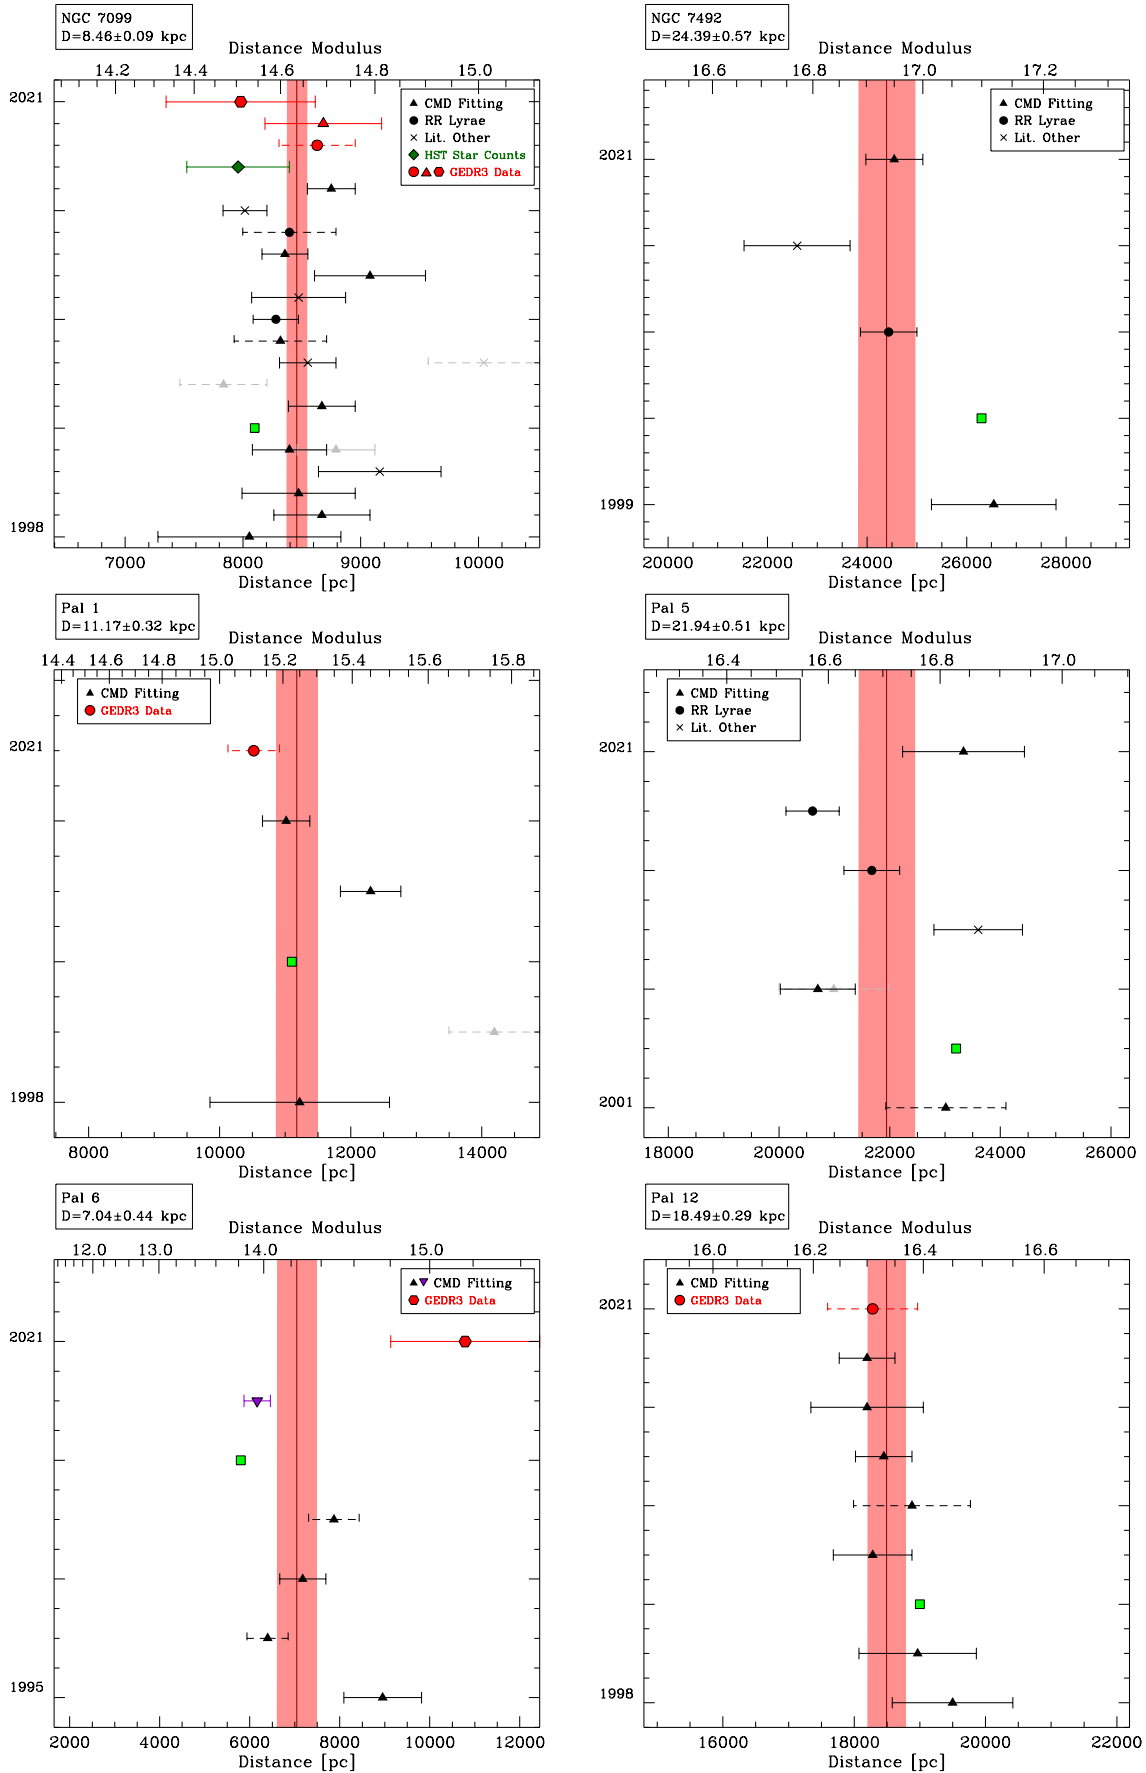 NGC 7099
D=8.46±0.09 kpc
Distance Modulus
14.2 14.4 14.6 14.8 15.0
2021
1998
CMD Fitting
RR Lyrae
Lit. Other
HST Star Counts
GEDR3 Data
7000 8000 9000 10000
Distance [pc]
NGC 7492
D=24.39±0.57 kpc
Distance Modulus
16.6 16.8 17.0 17.2
2021
1999
CMD Fitting
RR Lyrae
Lit. Other
20000 22000 24000 26000 28000
Distance [pc]
Pal 1
D=11.17±0.32 kpc
Distance Modulus
14.4 14.6 14.8 15.0 15.2 15.4 15.6 15.8
CMD Fitting
GEDR3 Data
2021
1998
8000 10000 12000 14000
Distance [pc]
Pal 5
D=21.94±0.51 kpc
Distance Modulus
16.4 16.6 16.8 17.0
CMD Fitting
RR Lyrae
Lit. Other
2021
2001
18000 20000 22000 24000 26000
Distance [pc]
Pal 6
D=7.04±0.44 kpc
Distance Modulus
12.0 13.0 14.0 15.0
CMD Fitting
GEDR3 Data
2021
1995
2000 4000 6000 8000 10000 12000
Distance [pc]
Pal 12
D=18.49±0.29 kpc
Distance Modulus
16.0 16.2 16.4 16.6
CMD Fitting
GEDR3 Data
2021
1998
16000 18000 20000 22000
Distance [pc]